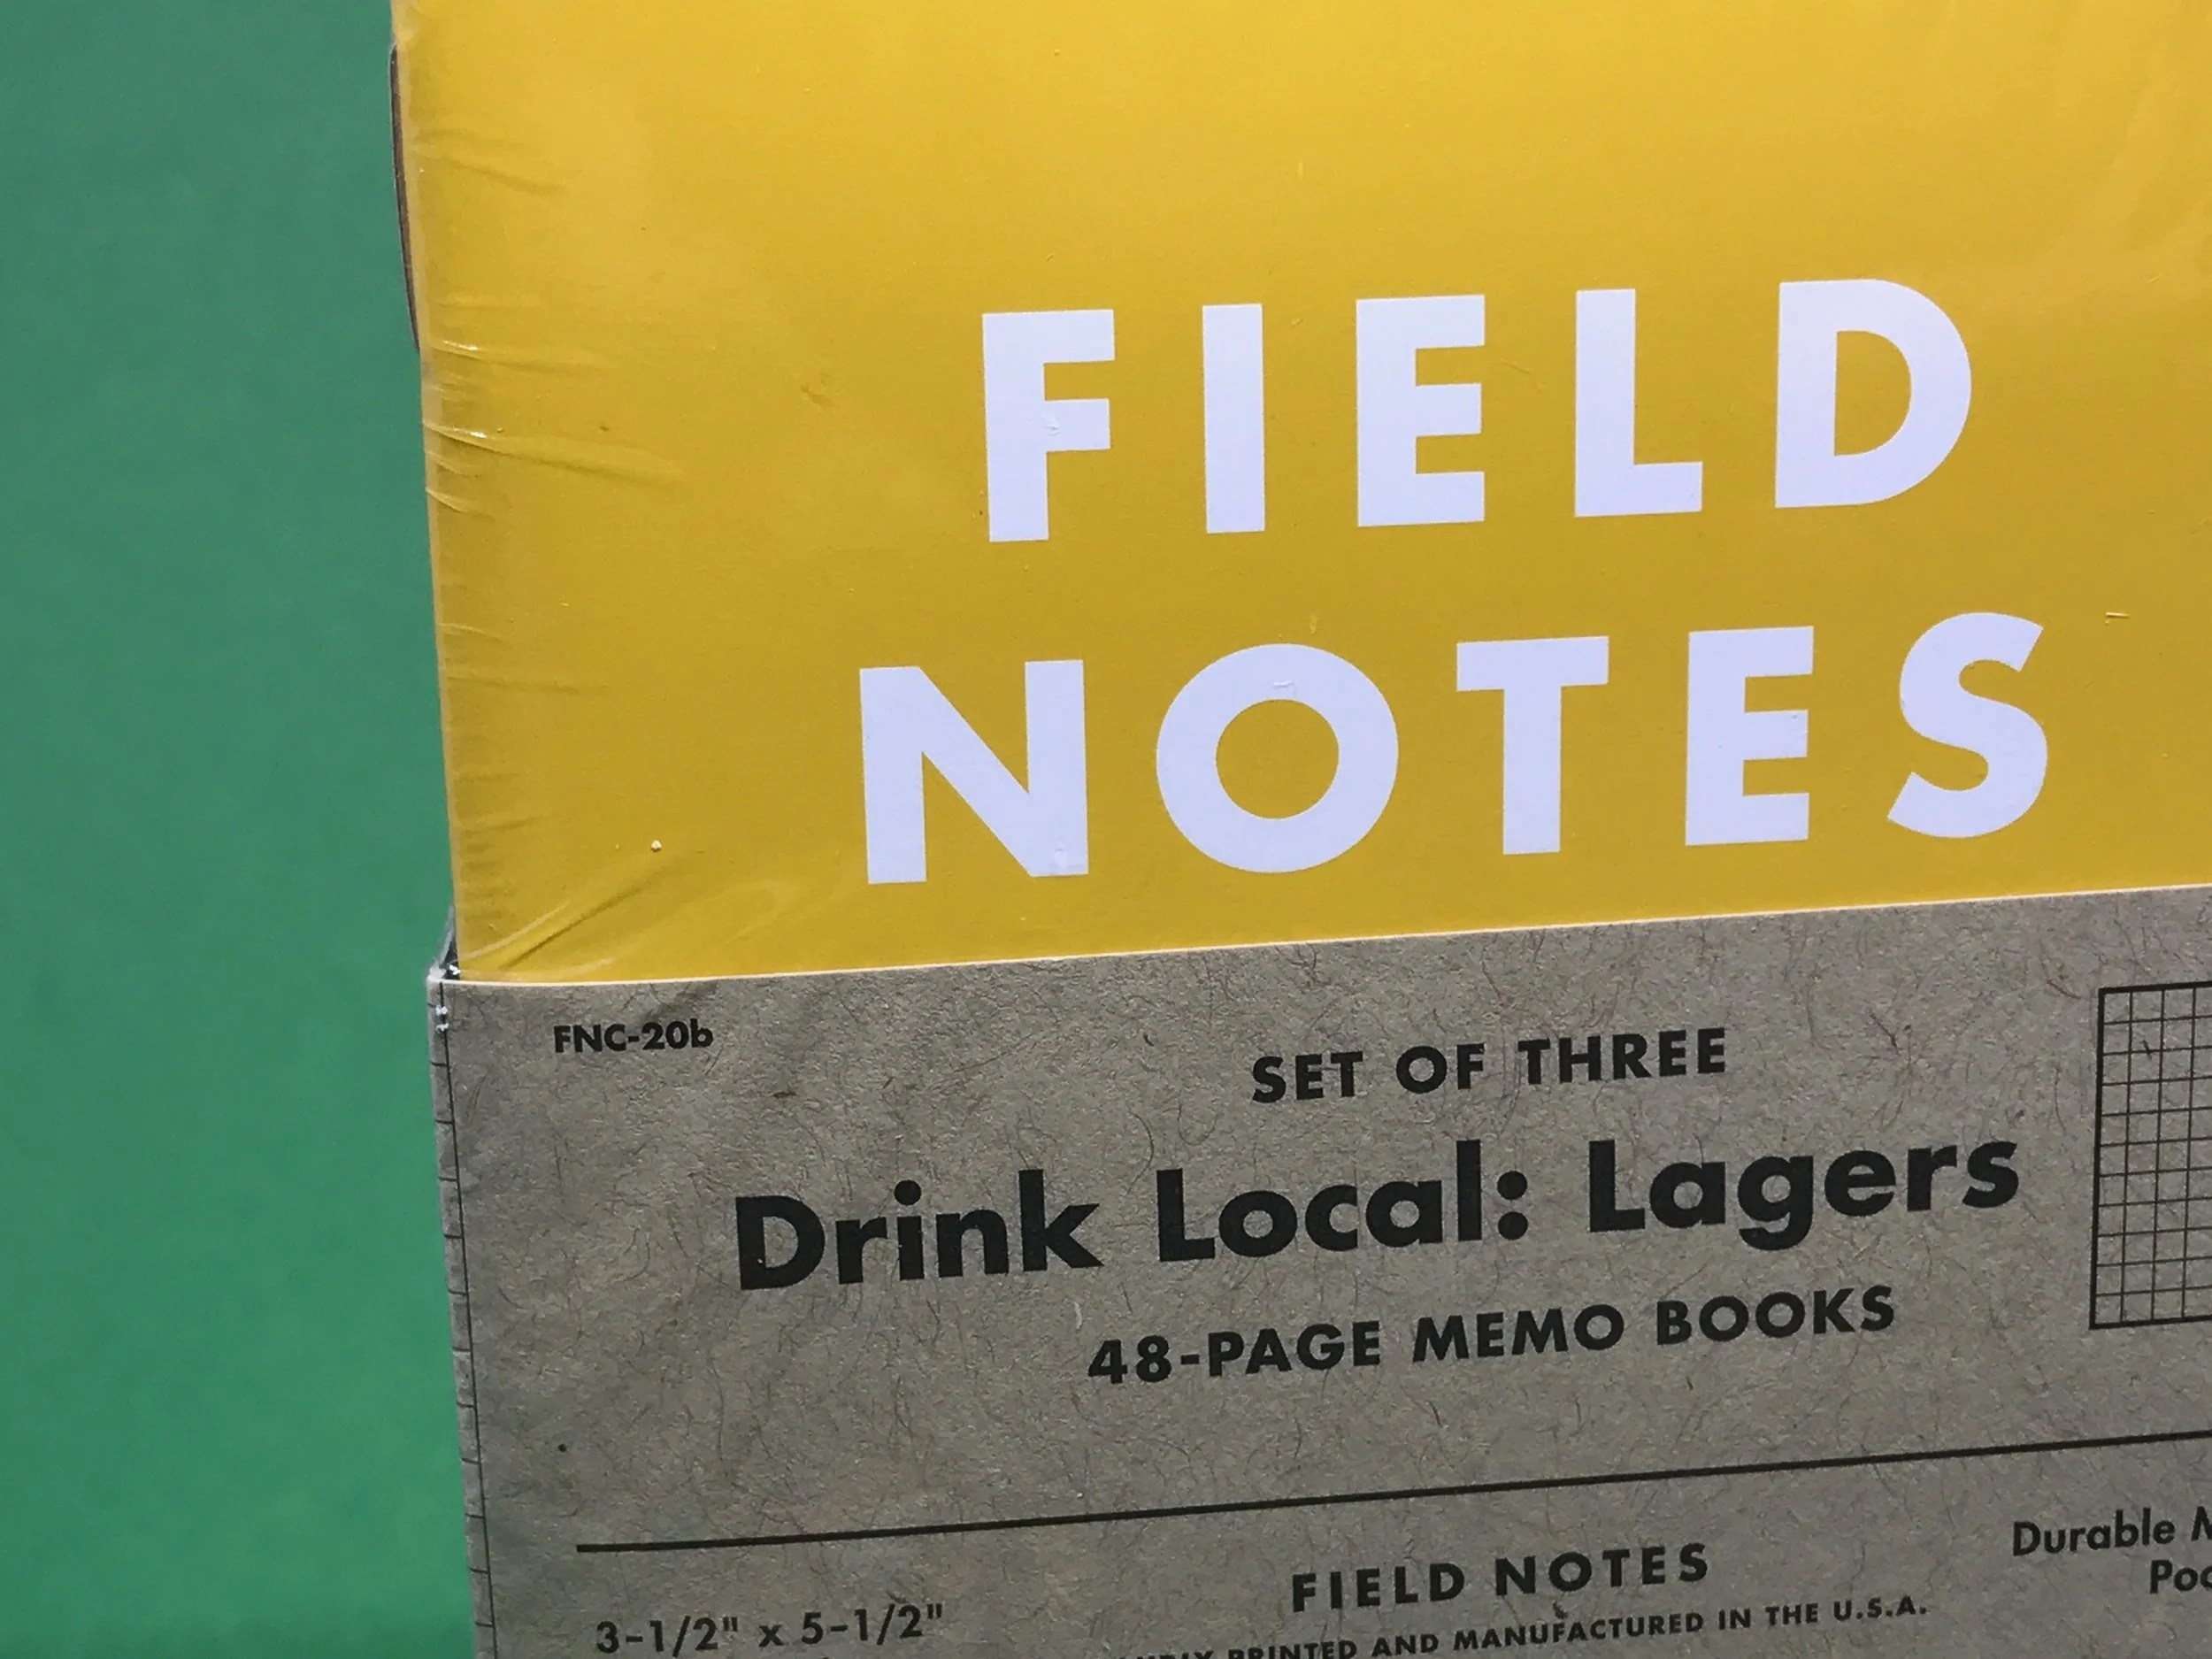 FIELD
NOTES
FNC-20b
SET OF THREE
Drink Local: Lagers
48-PAGE MEMO BOOKS
FIELD NOTES
Durable
3-1/2" x 5-1/2"
PRINTED AND MANUFACTURED IN THE U.S.A.